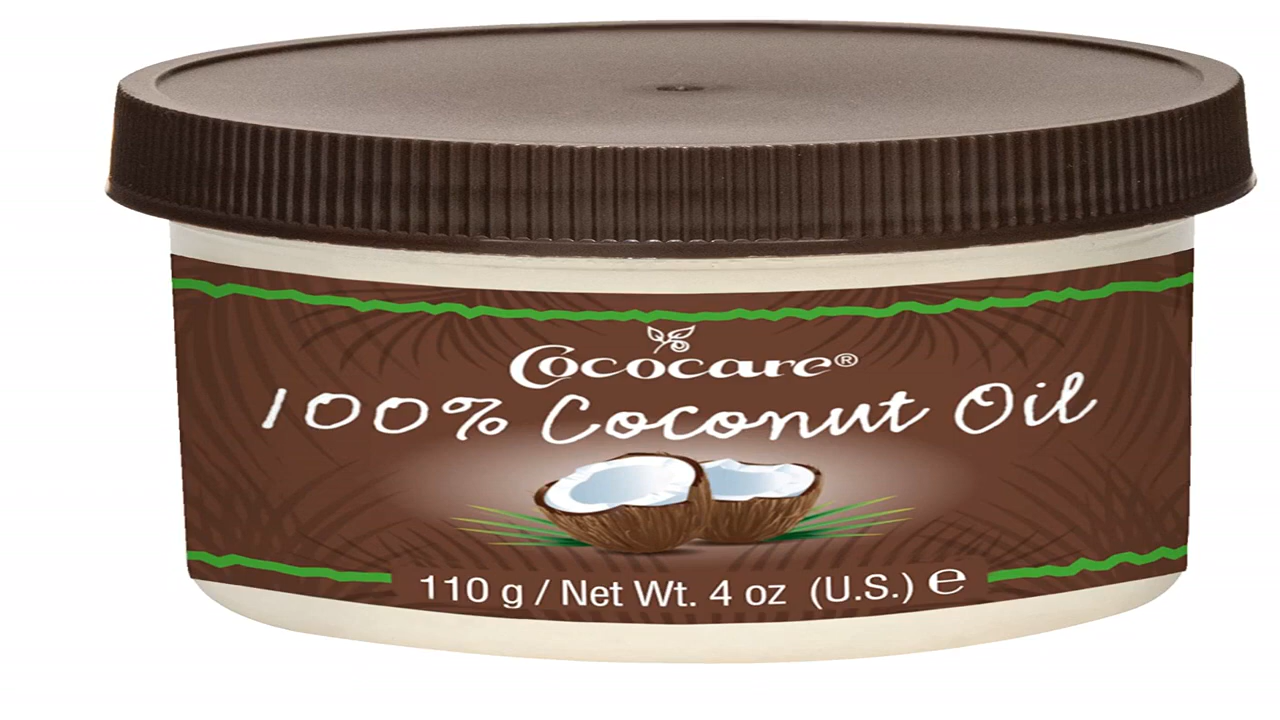 Cococare®
100% Coconut Oil
110 g / Net Wt. 4 oz (U.S.) ℮